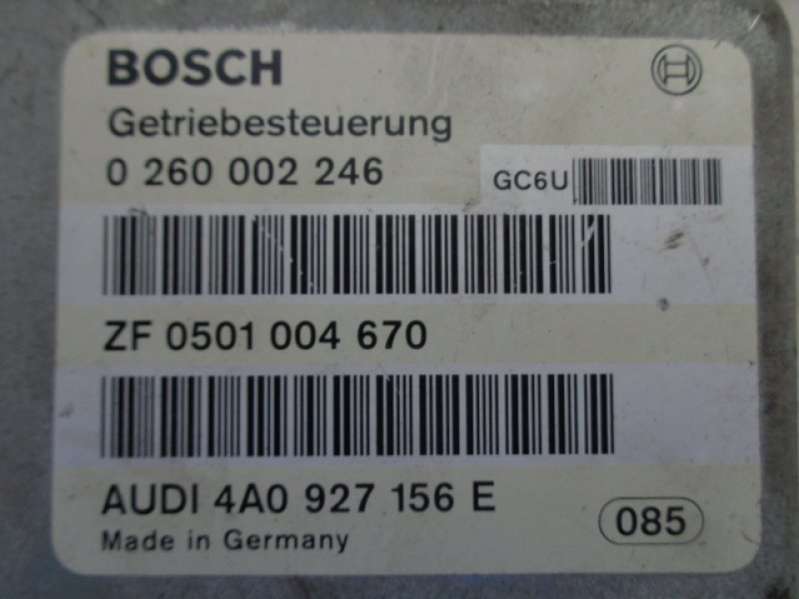 BOSCH
Getriebesteuerung
0 260 002 246
GC6U
ZF 0501 004 670
AUDI 4A0 927 156 E
085
Made in Germany